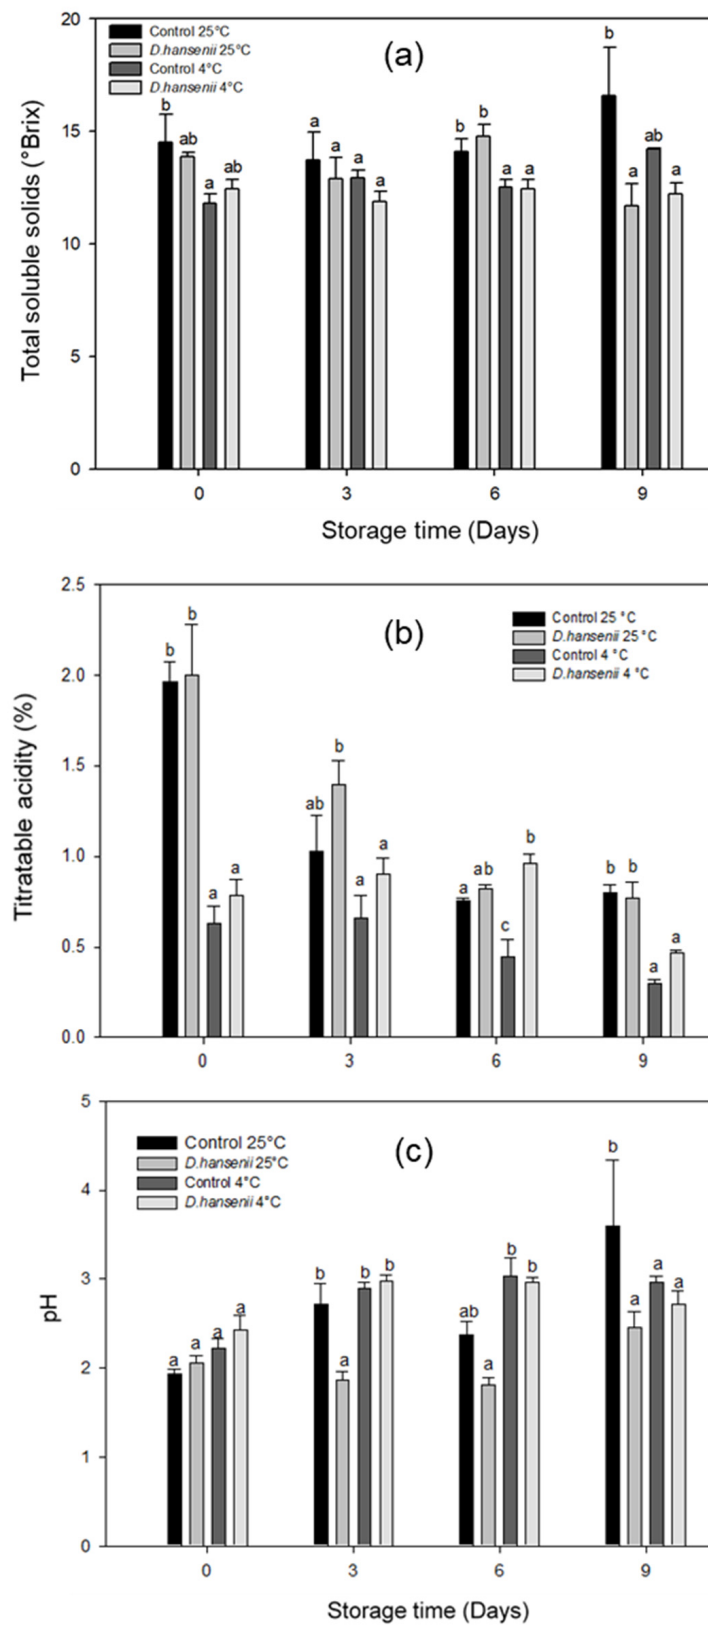 20
Control 25°C
D.hansenii 25°C
Control 4°C
D.hansenii 4°C
(a)
b
b
ab
a
ab
a
a
a
a
b
b
a
a
a
ab
a
15
10
5
0
Total soluble solids (°Brix)
0 3 6 9
Storage time (Days)
2.5
Control 25 °C
D.hansenii 25 °C
Control 4 °C
D.hansenii 4 °C
(b)
b
b
a
a
ab
b
a
a
a
ab
c
b
b
b
a
a
2.0
1.5
1.0
0.5
0.0
Titratable acidity (%)
0 3 6 9
5
Control 25°C
D.hansenii 25°C
Control 4°C
D.hansenii 4°C
(c)
a
a
a
a
b
a
b
b
ab
a
b
b
b
a
a
a
4
3
2
1
0
pH
0 3 6 9
Storage time (Days)